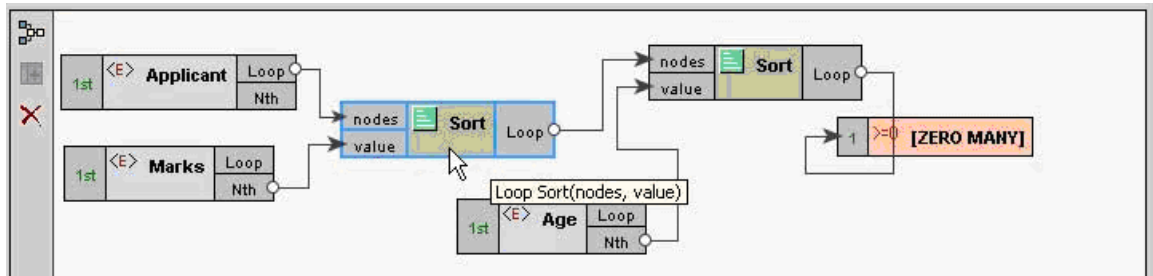 1st <E> Applicant Loop
Nth
nodes Sort Loop
value
1st <E> Marks Loop
Nth
Loop Sort(nodes, value)
1st <E> Age Loop
Nth
nodes Sort Loop
value
1 >=0 [ZERO MANY]